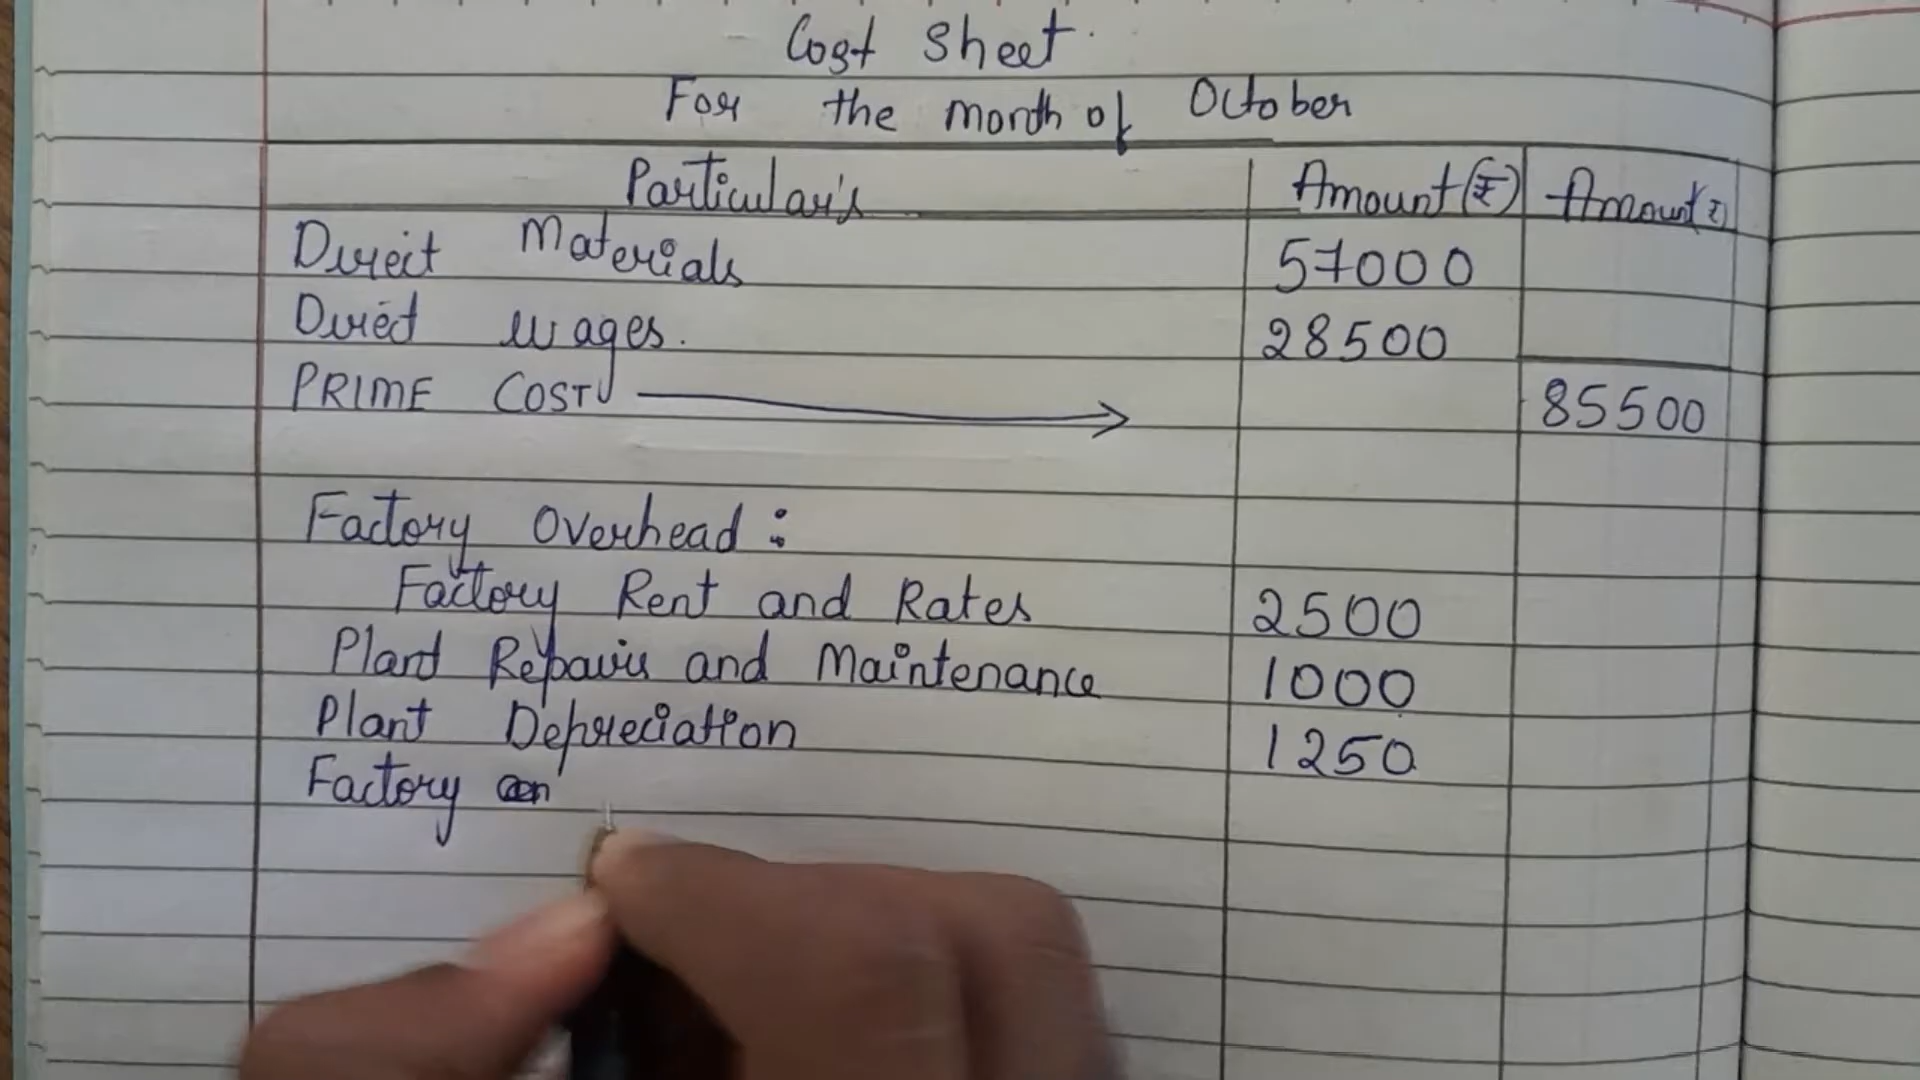 Cost Sheet
For the month of October
Particular's Amount (₹) Amount ₹)
Direct Materials 57000
Direct wages. 28500
PRIME COST → 85500
Factory Overhead :
Factory Rent and Rates 2500
Plant Repairs and Maintenance 1000
Plant Depreciation 1250
Factory